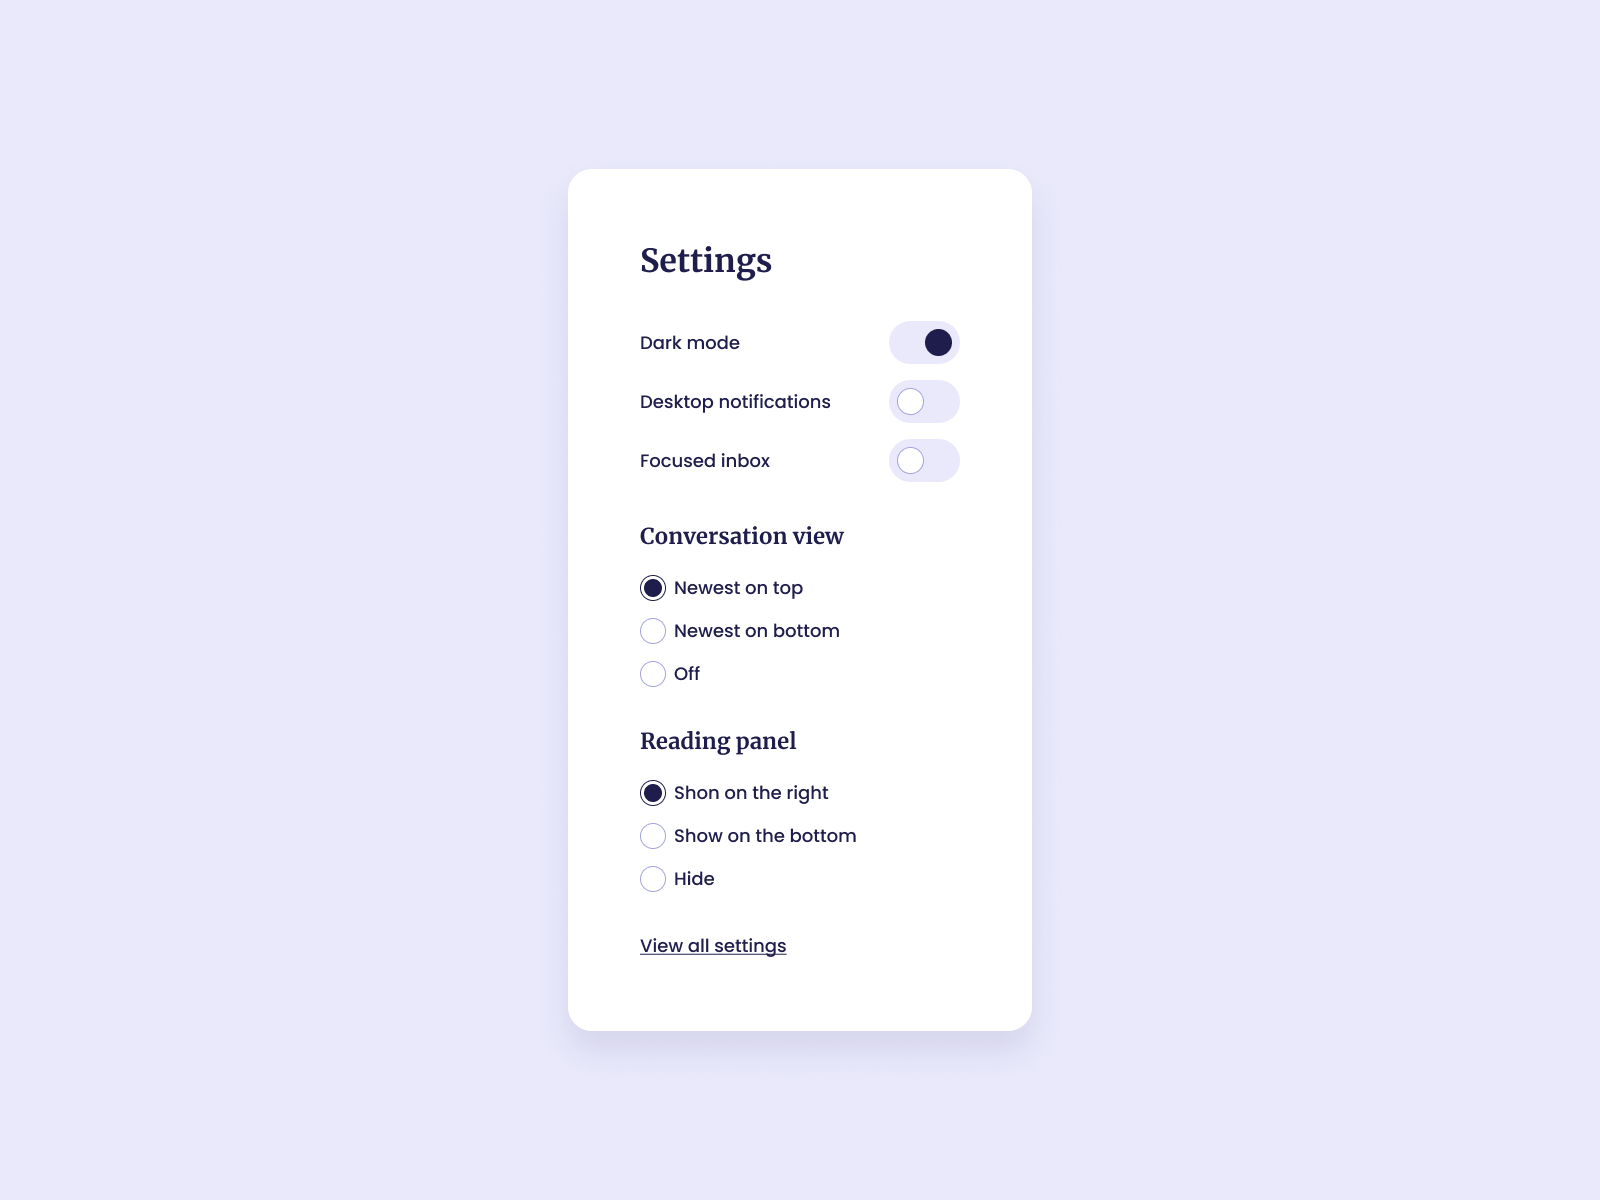 Settings
Dark mode
Desktop notifications
Focused inbox
Conversation view
Newest on top
Newest on bottom
Off
Reading panel
Shon on the right
Show on the bottom
Hide
View all settings